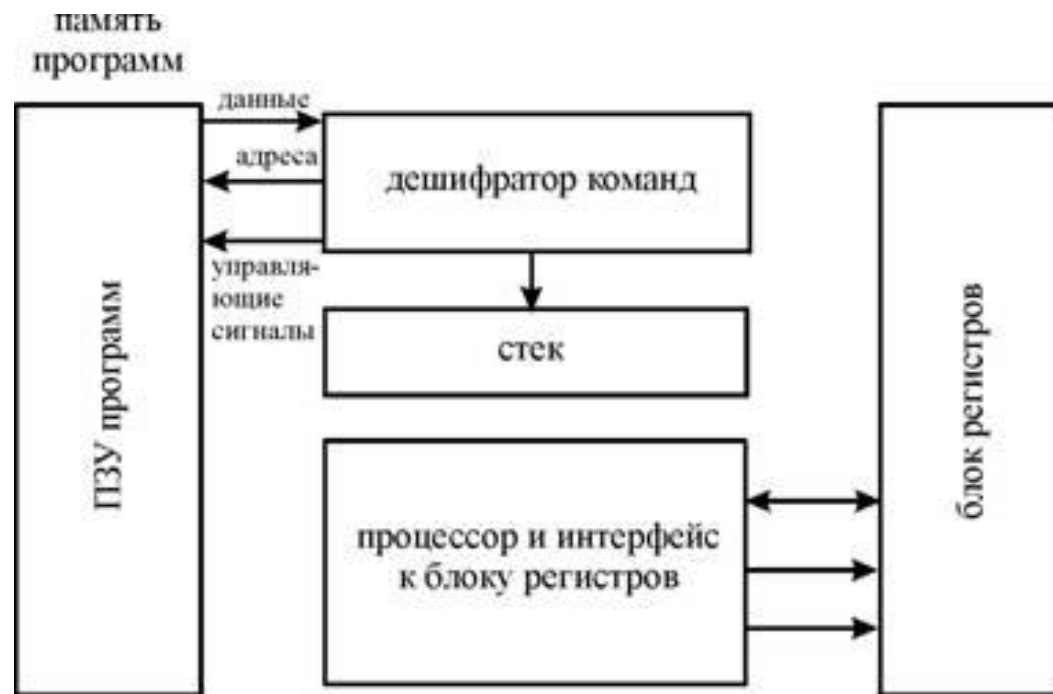 память
программ
данные
адреса
управля-
ющие
сигналы
ПЗУ программ
дешифратор команд
стек
процессор и интерфейс
к блоку регистров
блок регистров